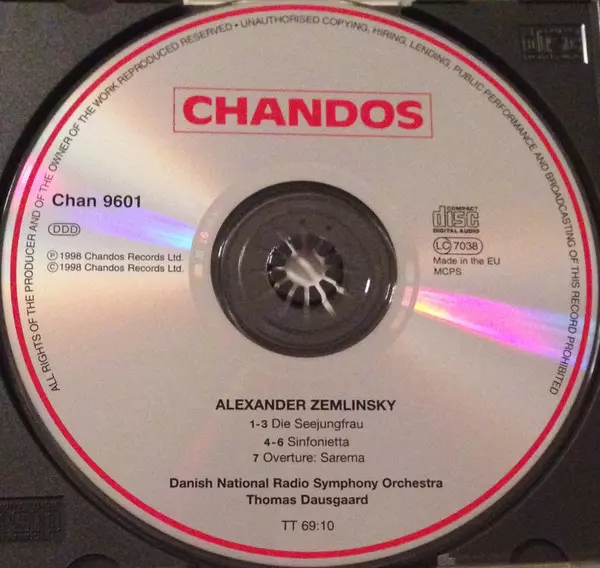 ALL RIGHTS OF THE PRODUCER AND OF THE OWNER OF THE WORK REPRODUCED RESERVED • UNAUTHORISED COPYING, HIRING, LENDING, PUBLIC PERFORMANCE AND BROADCASTING OF THIS RECORD PROHIBITED
CHANDOS
Chan 9601
DDD
Ⓟ 1998 Chandos Records Ltd.
© 1998 Chandos Records Ltd.
COMPACT
disc
DIGITAL AUDIO
LC 7038
Made in the EU
MCPS
ALEXANDER ZEMLINSKY
1-3 Die Seejungfrau
4-6 Sinfonietta
7 Overture: Sarema
Danish National Radio Symphony Orchestra
Thomas Dausgaard
TT 69:10